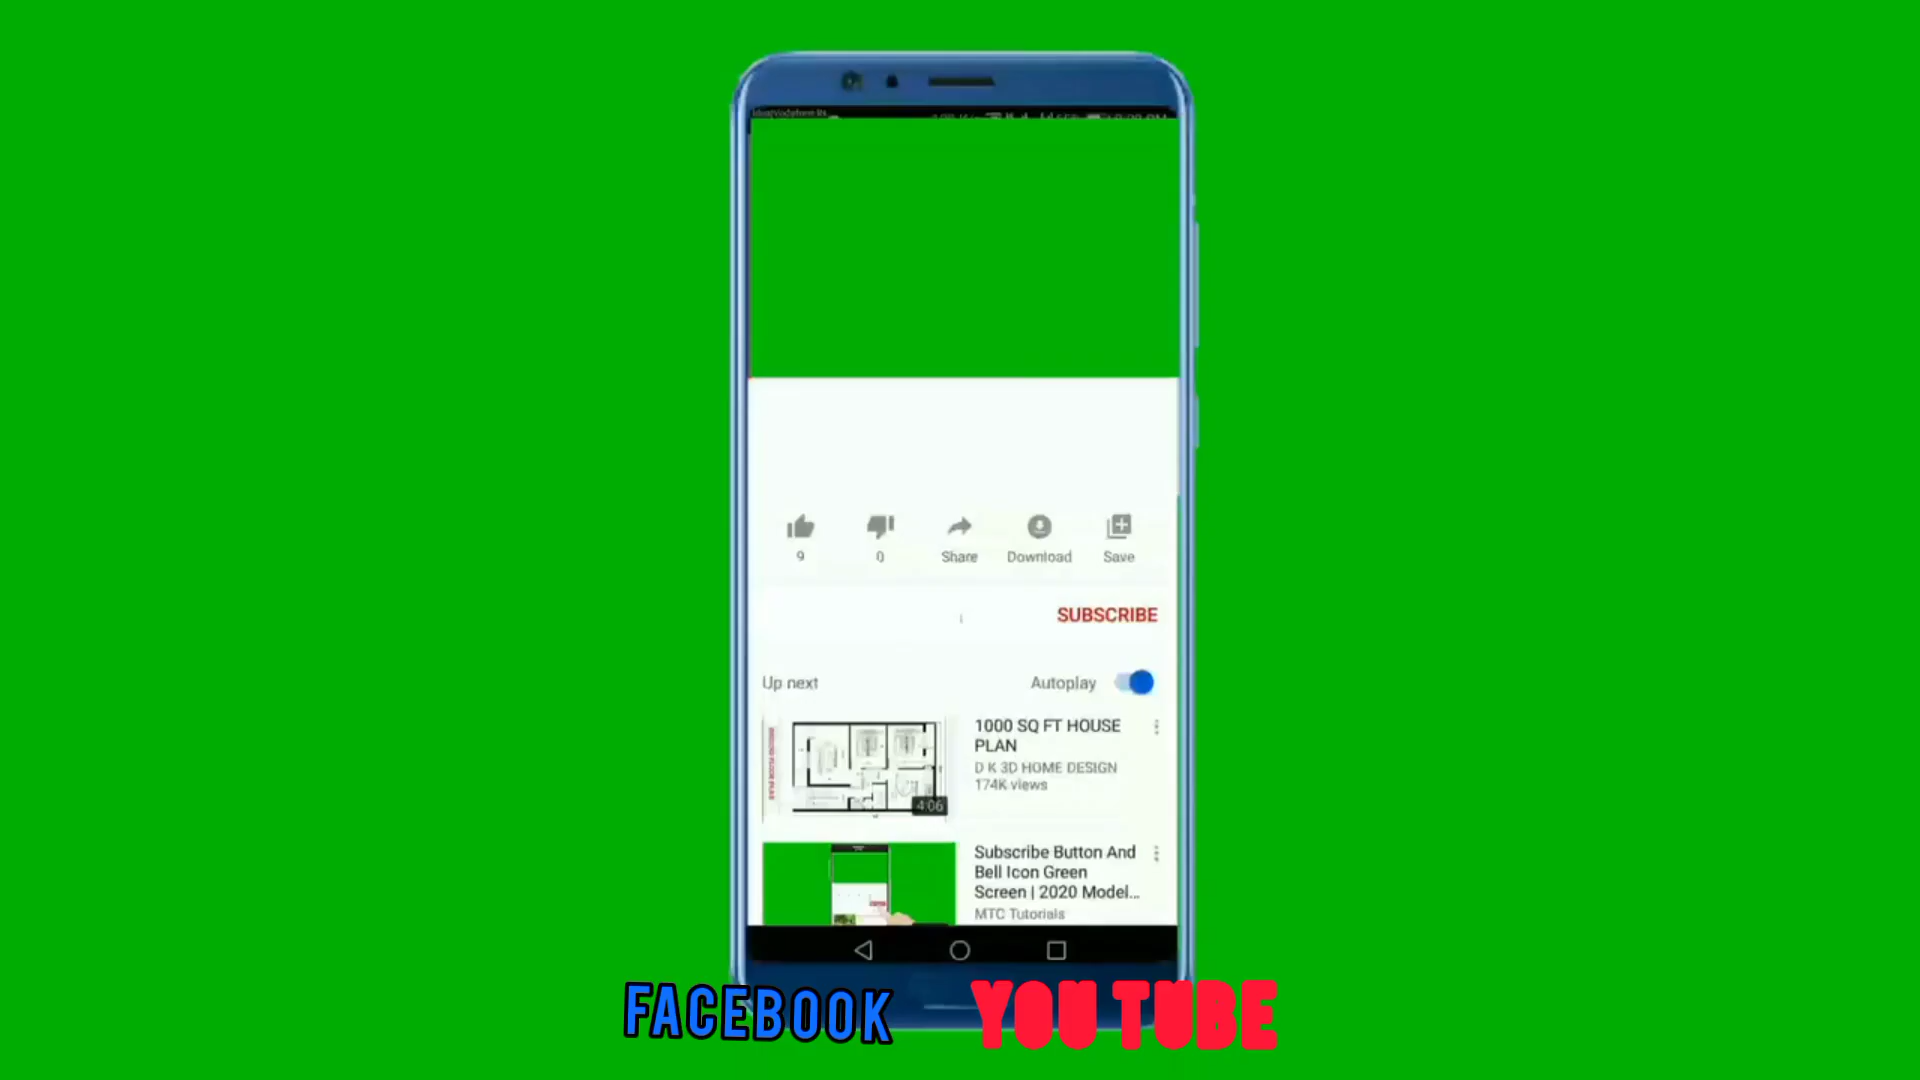 9
0
Share
Download
Save
SUBSCRIBE
Up next
Autoplay
1000 SQ FT HOUSE
PLAN
D K 3D HOME DESIGN
174K views
4:06
Subscribe Button And
Bell Icon Green
Screen | 2020 Model...
MTC Tutorials
FACEBOOK
YOU TUBE